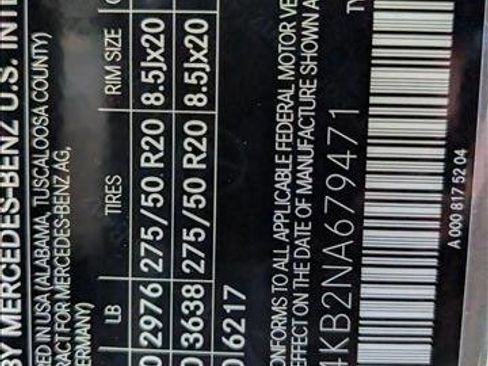 BY MERCEDES-BENZ U.S. INTE
RED IN USA (ALABAMA, TUSCALOOSA COUNTY)
TRACT FOR MERCEDES-BENZ AG,
ERMANY)
LB TIRES RIM SIZE
2976 275/50 R20 8.5Jx20
3638 275/50 R20 8.5Jx20
6217
ONFORMS TO ALL APPLICABLE FEDERAL MOTOR VE
EFFECT ON THE DATE OF MANUFACTURE SHOWN A
4KB2NA679471
A 000 817 52 04